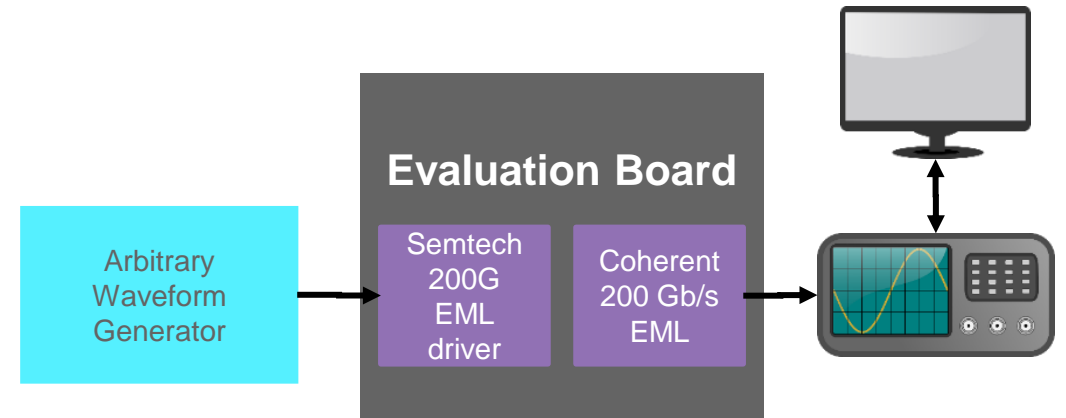 Evaluation Board
Arbitrary
Waveform
Generator
Semtech
200G
EML
driver
Coherent
200 Gb/s
EML